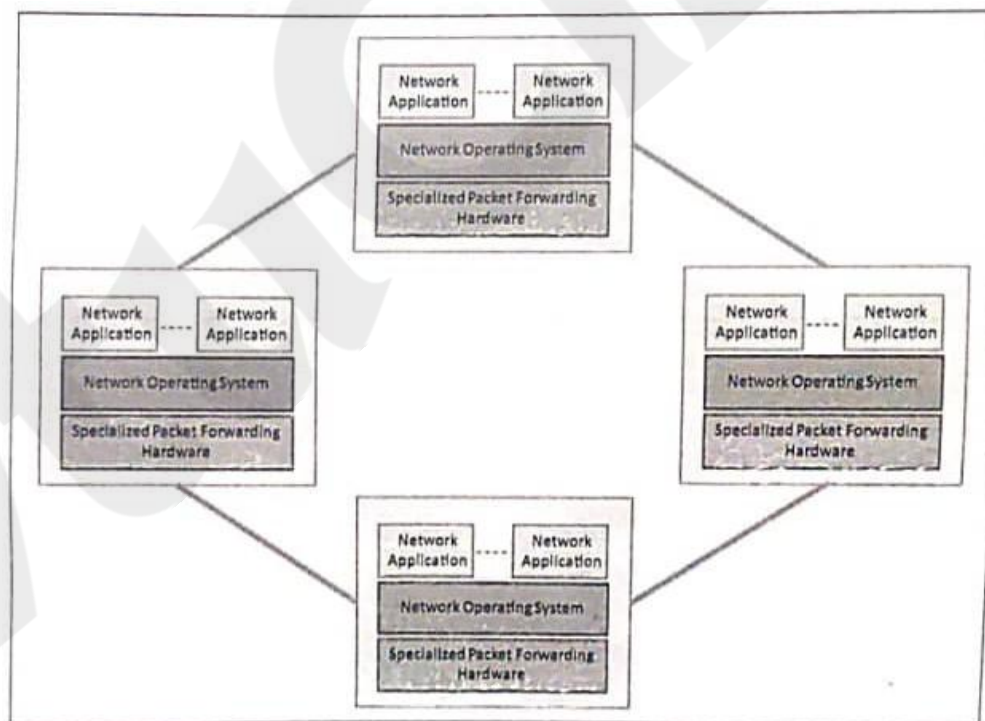 Network Network
Application ---- Application
Network Operating System
Specialized Packet Forwarding
Hardware
Network Network
Application ---- Application
Network Operating System
Specialized Packet Forwarding
Hardware
Network Network
Application ---- Application
Network Operating System
Specialized Packet Forwarding
Hardware
Network Network
Application ---- Application
Network Operating System
Specialized Packet Forwarding
Hardware